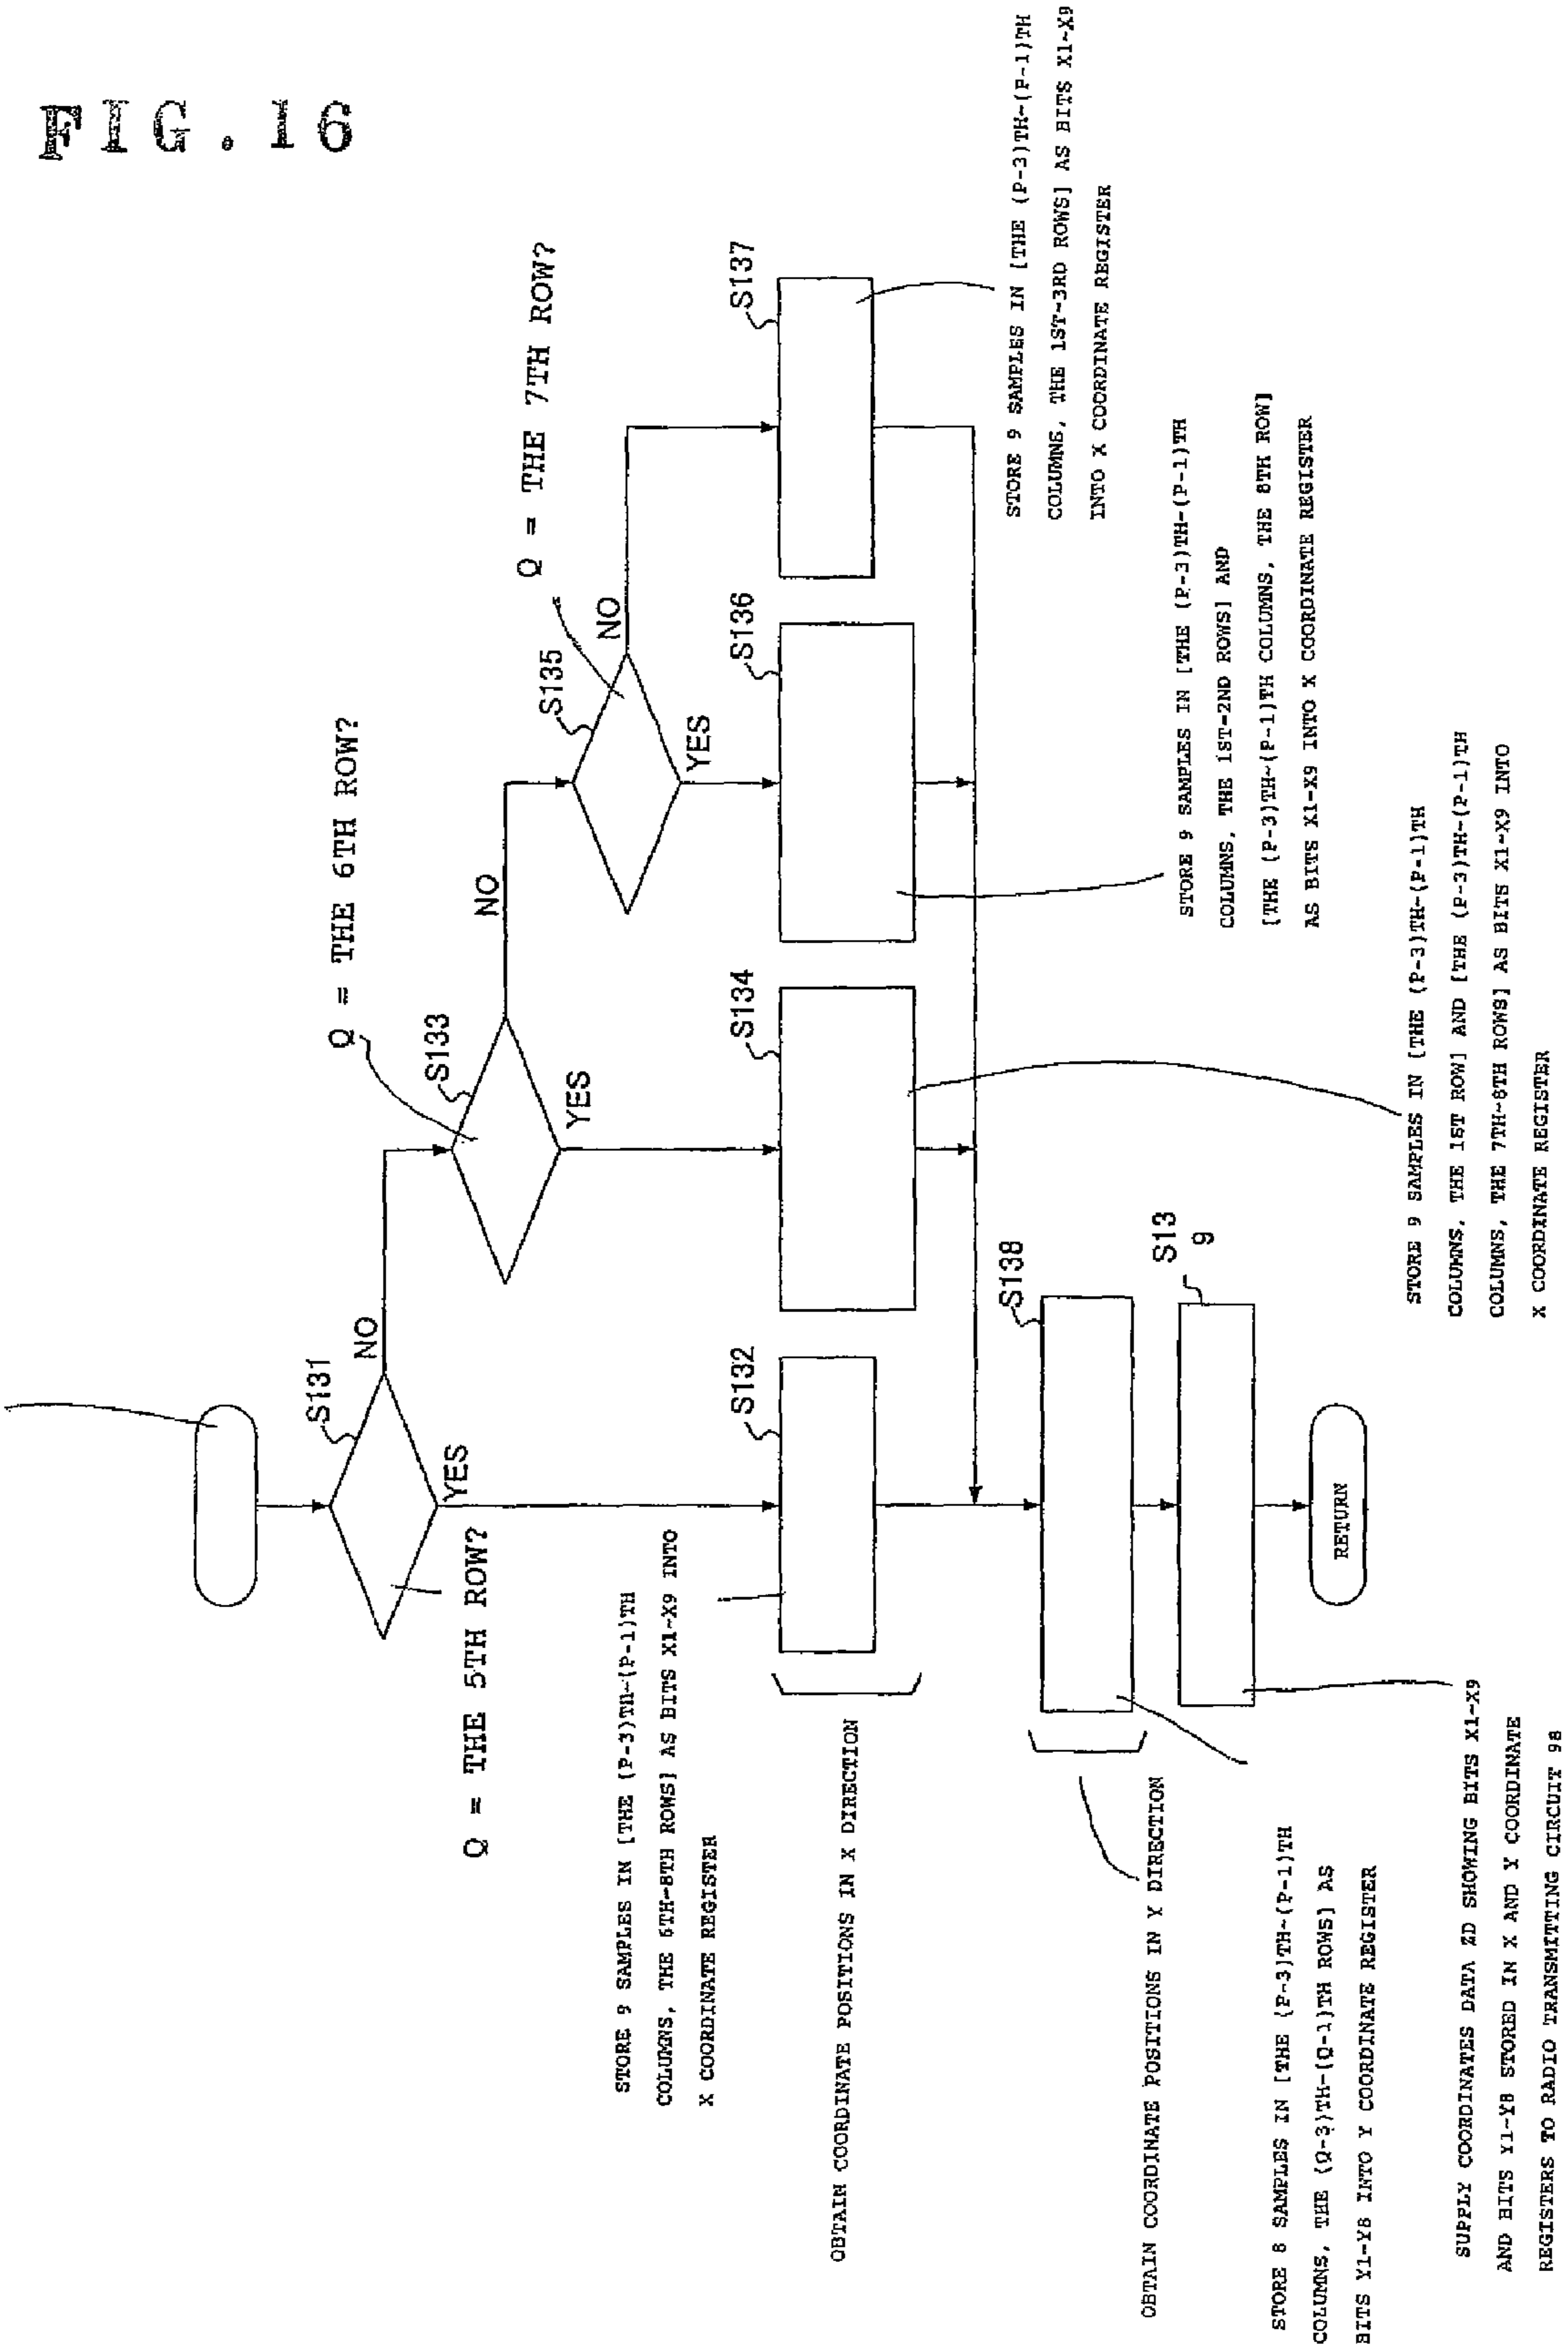 FIG.16
S131
NO
YES
Q = THE 5TH ROW?
Q = THE 6TH ROW?
S133
NO
YES
Q = THE 7TH ROW?
S135
NO
YES
STORE 9 SAMPLES IN [THE (P-3)TH~(P-1)TH
COLUMNS, THE 6TH~8TH ROWS] AS BITS X1~X9 INTO
X COORDINATE REGISTER
S132
S134
S136
S137
OBTAIN COORDINATE POSITIONS IN X DIRECTION
STORE 9 SAMPLES IN [THE (P-3)TH~(P-1)TH
COLUMNS, THE 1ST~3RD ROWS] AS BITS X1~X9
INTO X COORDINATE REGISTER
STORE 9 SAMPLES IN [THE (P-3)TH~(P-1)TH
COLUMNS, THE 1ST~2ND ROWS] AND
[THE (P-3)TH~(P-1)TH COLUMNS, THE 8TH ROW]
AS BITS X1~X9 INTO X COORDINATE REGISTER
STORE 9 SAMPLES IN [THE (P-3)TH~(P-1)TH
COLUMNS, THE 1ST ROW] AND [THE (P-3)TH~(P-1)TH
COLUMNS, THE 7TH~8TH ROWS] AS BITS X1~X9 INTO
X COORDINATE REGISTER
S138
OBTAIN COORDINATE POSITIONS IN Y DIRECTION
STORE 8 SAMPLES IN [THE (P-3)TH~(P-1)TH
COLUMNS, THE (Q-3)TH~(Q-1)TH ROWS] AS
BITS Y1~Y8 INTO Y COORDINATE REGISTER
S13
9
SUPPLY COORDINATES DATA ZD SHOWING BITS X1~X9
AND BITS Y1~Y8 STORED IN X AND Y COORDINATE
REGISTERS TO RADIO TRANSMITTING CIRCUIT 98
RETURN